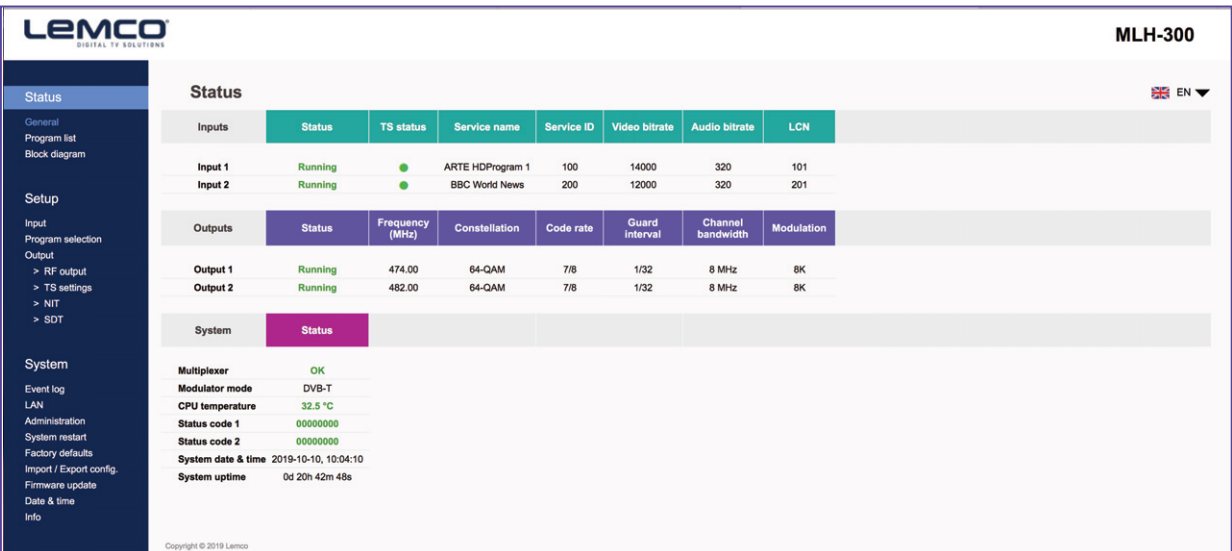 LEMCO
DIGITAL TV SOLUTIONS
MLH-300
Status
General
Program list
Block diagram
Setup
Input
Program selection
Output
> RF output
> TS settings
> NIT
> SDT
System
Event log
LAN
Administration
System restart
Factory defaults
Import / Export config.
Firmware update
Date & time
Info
Status
EN
Inputs Status TS status Service name Service ID Video bitrate Audio bitrate LCN
Input 1 Running ARTE HDProgram 1 100 14000 320 101
Input 2 Running BBC World News 200 12000 320 201
Outputs Status Frequency (MHz) Constellation Code rate Guard interval Channel bandwidth Modulation
Output 1 Running 474.00 64-QAM 7/8 1/32 8 MHz 8K
Output 2 Running 482.00 64-QAM 7/8 1/32 8 MHz 8K
System Status
Multiplexer OK
Modulator mode DVB-T
CPU temperature 32.5 °C
Status code 1 00000000
Status code 2 00000000
System date & time 2019-10-10, 10:04:10
System uptime 0d 20h 42m 48s
Copyright © 2019 Lemco